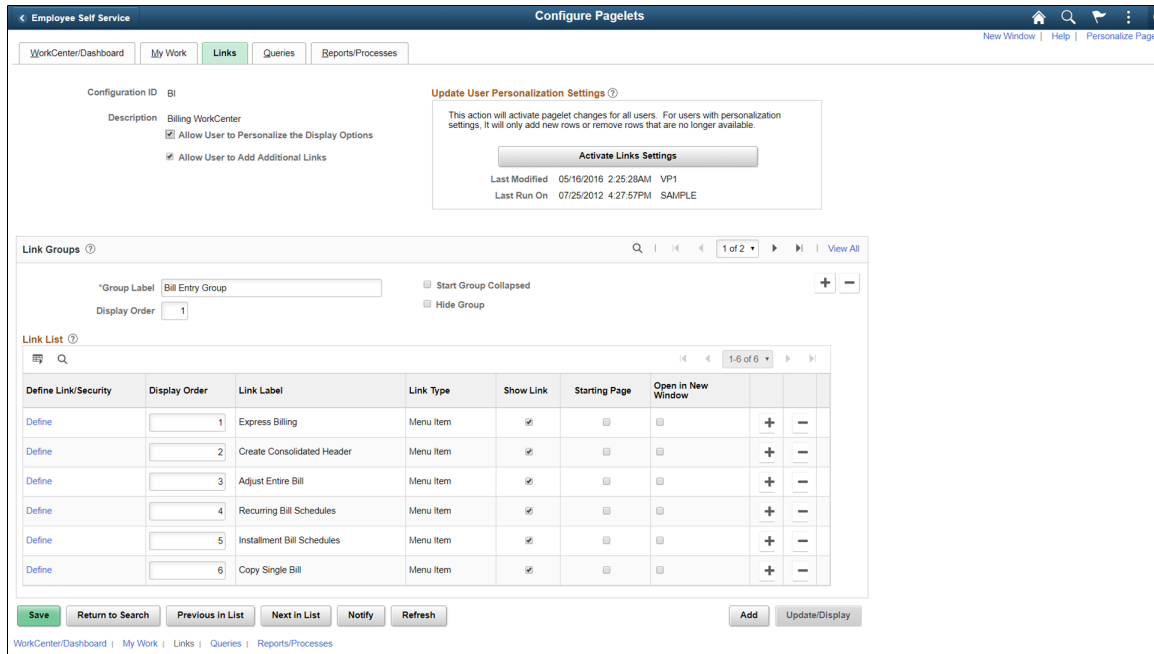 Employee Self Service
Configure Pagelets
New Window | Help | Personalize Page
WorkCenter/Dashboard My Work Links Queries Reports/Processes
Configuration ID BI
Description Billing WorkCenter
Allow User to Personalize the Display Options
Allow User to Add Additional Links
Update User Personalization Settings
This action will activate pagelet changes for all users. For users with personalization
settings, It will only add new rows or remove rows that are no longer available.
Activate Links Settings
Last Modified 05/16/2016 2:25:28AM VP1
Last Run On 07/25/2012 4:27:57PM SAMPLE
Link Groups 1 of 2 | View All
*Group Label Bill Entry Group Start Group Collapsed
Display Order 1 Hide Group
Link List
1-6 of 6
Define Link/Security Display Order Link Label Link Type Show Link Starting Page Open in New Window
Define 1 Express Billing Menu Item
Define 2 Create Consolidated Header Menu Item
Define 3 Adjust Entire Bill Menu Item
Define 4 Recurring Bill Schedules Menu Item
Define 5 Installment Bill Schedules Menu Item
Define 6 Copy Single Bill Menu Item
Save Return to Search Previous in List Next in List Notify Refresh Add Update/Display
WorkCenter/Dashboard | My Work | Links | Queries | Reports/Processes